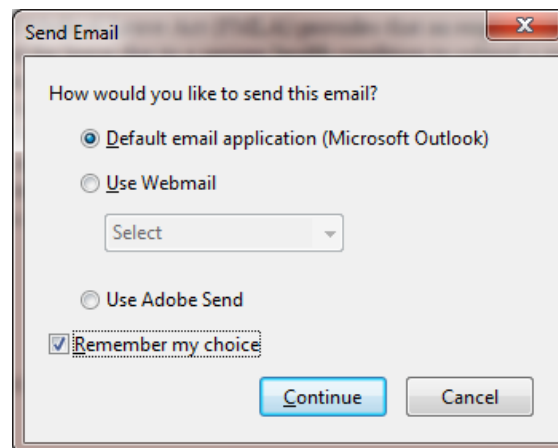 Send Email
How would you like to send this email?
Default email application (Microsoft Outlook)
Use Webmail
Select
Use Adobe Send
Remember my choice
Continue
Cancel